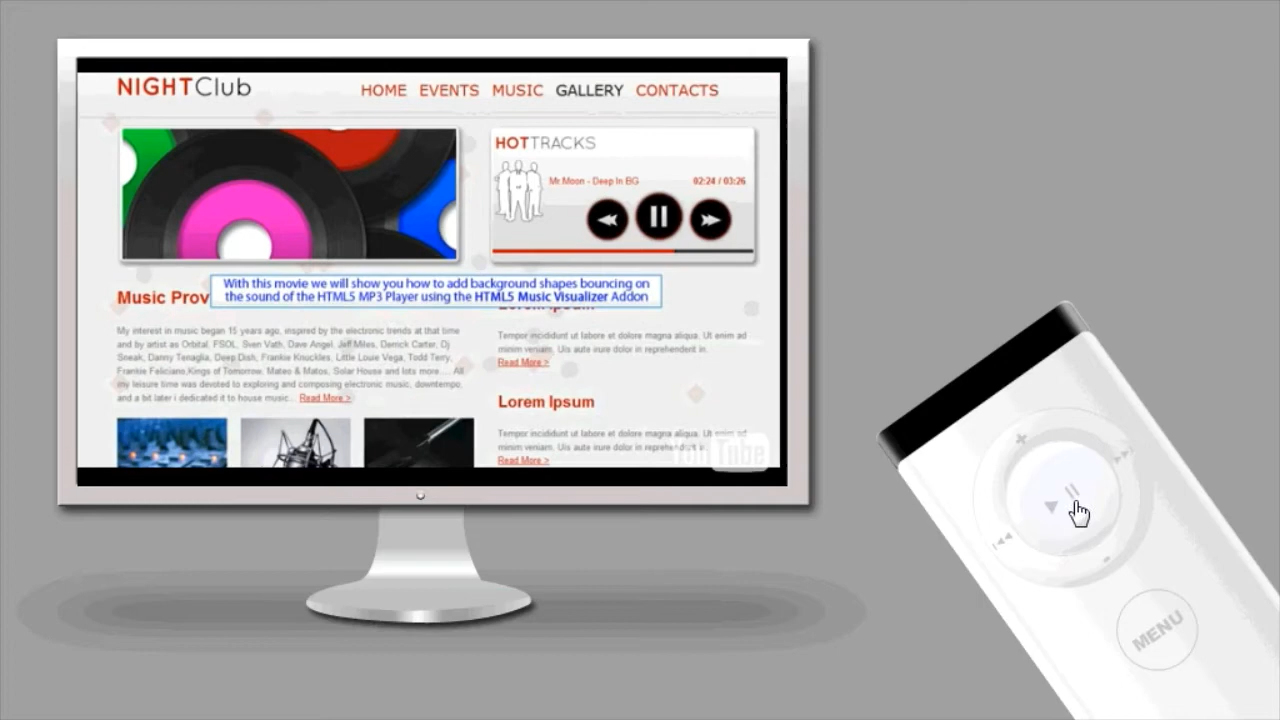 NIGHTClub
HOME EVENTS MUSIC GALLERY CONTACTS
HOTTRACKS
Mr.Moon - Deep In BG 02:24 / 03:26
With this movie we will show you how to add background shapes bouncing on
the sound of the HTML5 MP3 Player using the HTML5 Music Visualizer Addon
Music Prov
My interest in music began 15 years ago, inspired by the electronic trends at that time
and by artist as Orbital, FSOL, Sven Vath, Dave Angel, Jeff Miles, Derrick Carter, Dj
Sneak, Danny Tenaglia, Deep Dish, Frankie Knuckles, Little Louie Vega, Todd Terry,
Frankie Feliciano,Kings of Tomorrow, Mateo & Matos, Solar House and lots more.... All
my leisure time was devoted to exploring and composing electronic music, downtempo,
and a bit later i dedicated it to house music... Read More >
Lorem Ipsum
Tempor incididunt ut labore et dolore magna aliqua. Ut enim ad
minim veniam. Uis aute irure dolor in reprehenderit in.
Read More >
Lorem Ipsum
Tempor incididunt ut labore et dolore magna aliqua. Ut enim ad
minim veniam. Uis aute irure dolor in reprehenderit in.
Read More >
YouTube
MENU